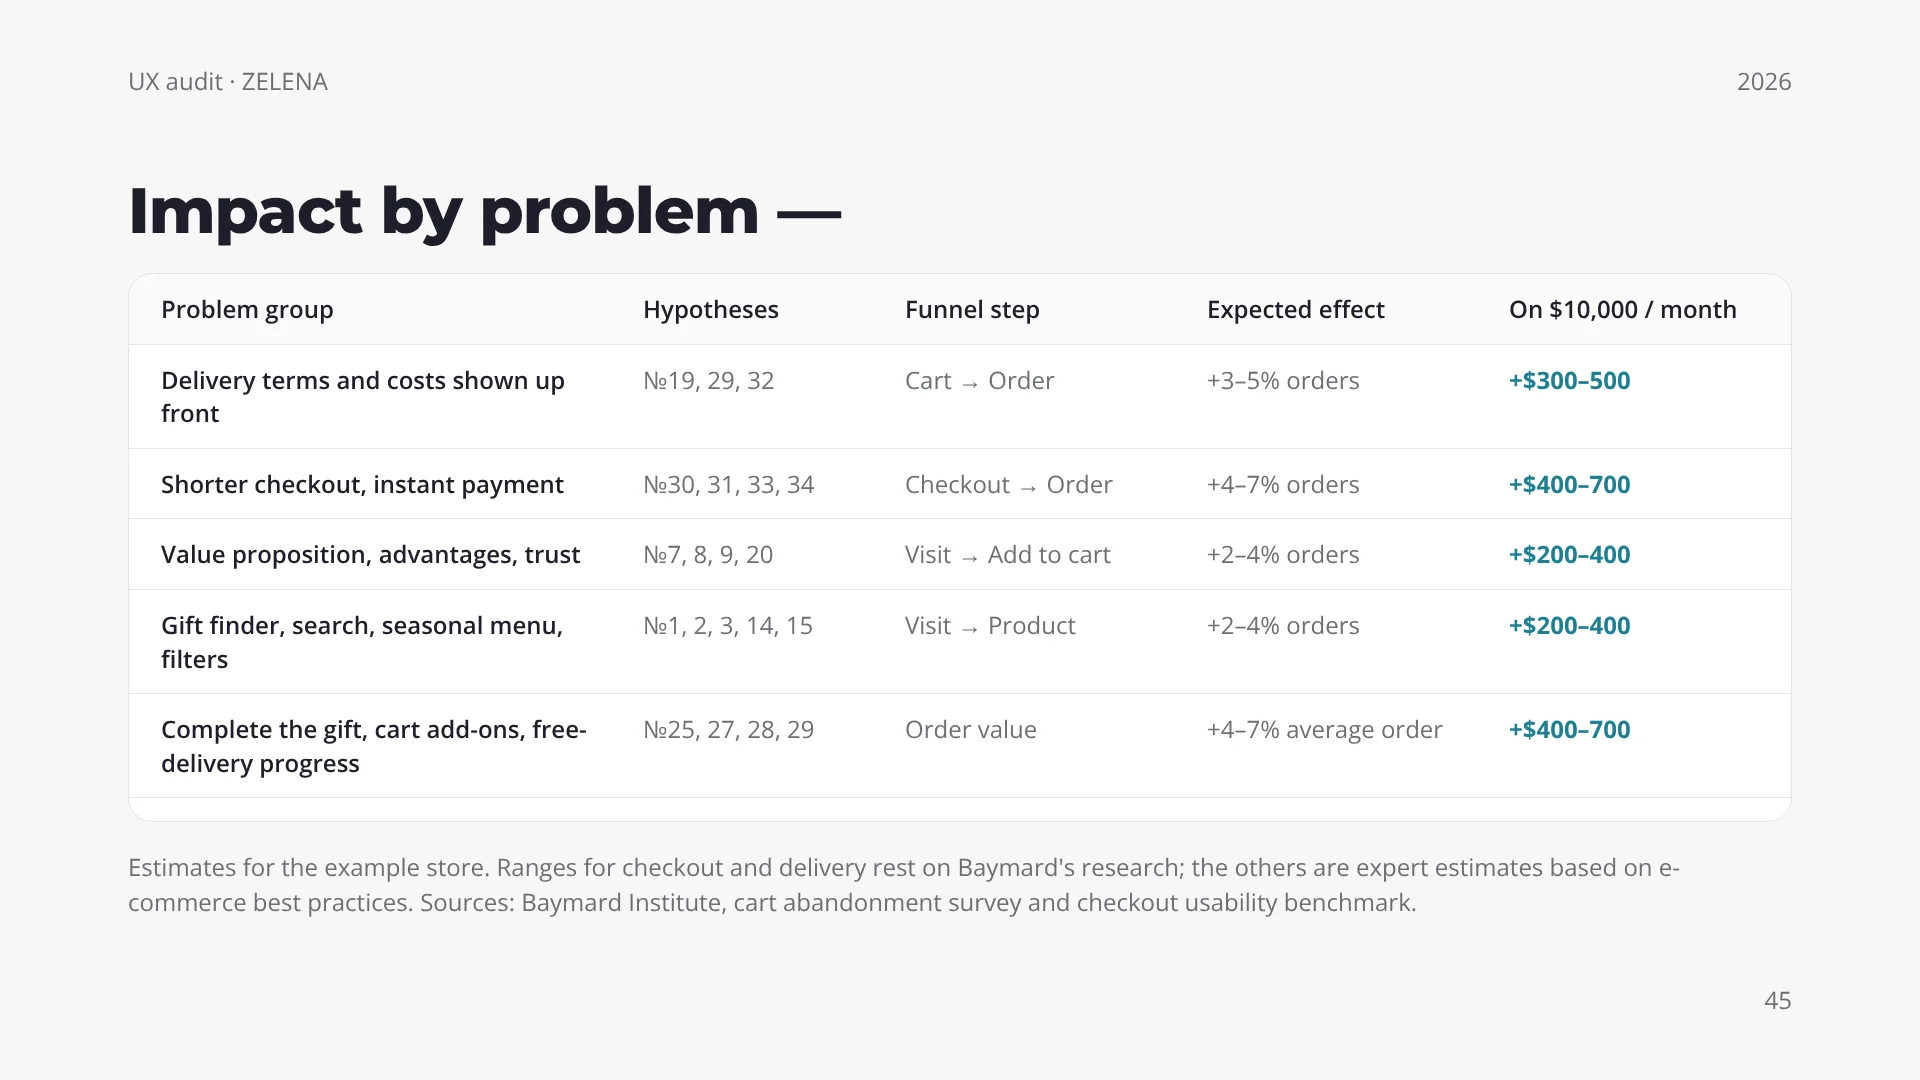 UX audit · ZELENA
2026
Impact by problem —
Problem group Hypotheses Funnel step Expected effect On $10,000 / month
Delivery terms and costs shown up №19, 29, 32 Cart → Order +3–5% orders +$300–500
front
Shorter checkout, instant payment №30, 31, 33, 34 Checkout → Order +4–7% orders +$400–700
Value proposition, advantages, trust №7, 8, 9, 20 Visit → Add to cart +2–4% orders +$200–400
Gift finder, search, seasonal menu, №1, 2, 3, 14, 15 Visit → Product +2–4% orders +$200–400
filters
Complete the gift, cart add-ons, free- №25, 27, 28, 29 Order value +4–7% average order +$400–700
delivery progress
Estimates for the example store. Ranges for checkout and delivery rest on Baymard's research; the others are expert estimates based on e-
commerce best practices. Sources: Baymard Institute, cart abandonment survey and checkout usability benchmark.
45